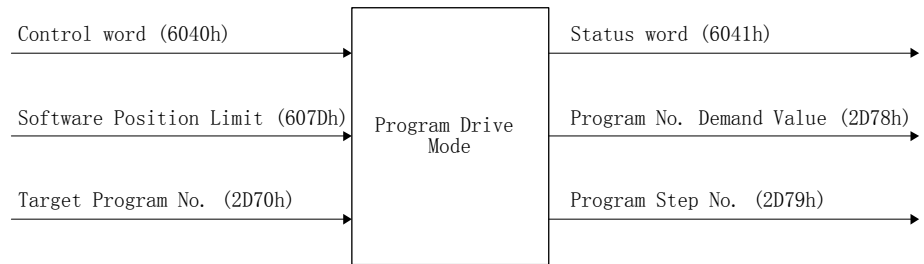 Control word (6040h)
Status word (6041h)
Software Position Limit (607Dh)
Program Drive
Mode
Program No. Demand Value (2D78h)
Target Program No. (2D70h)
Program Step No. (2D79h)